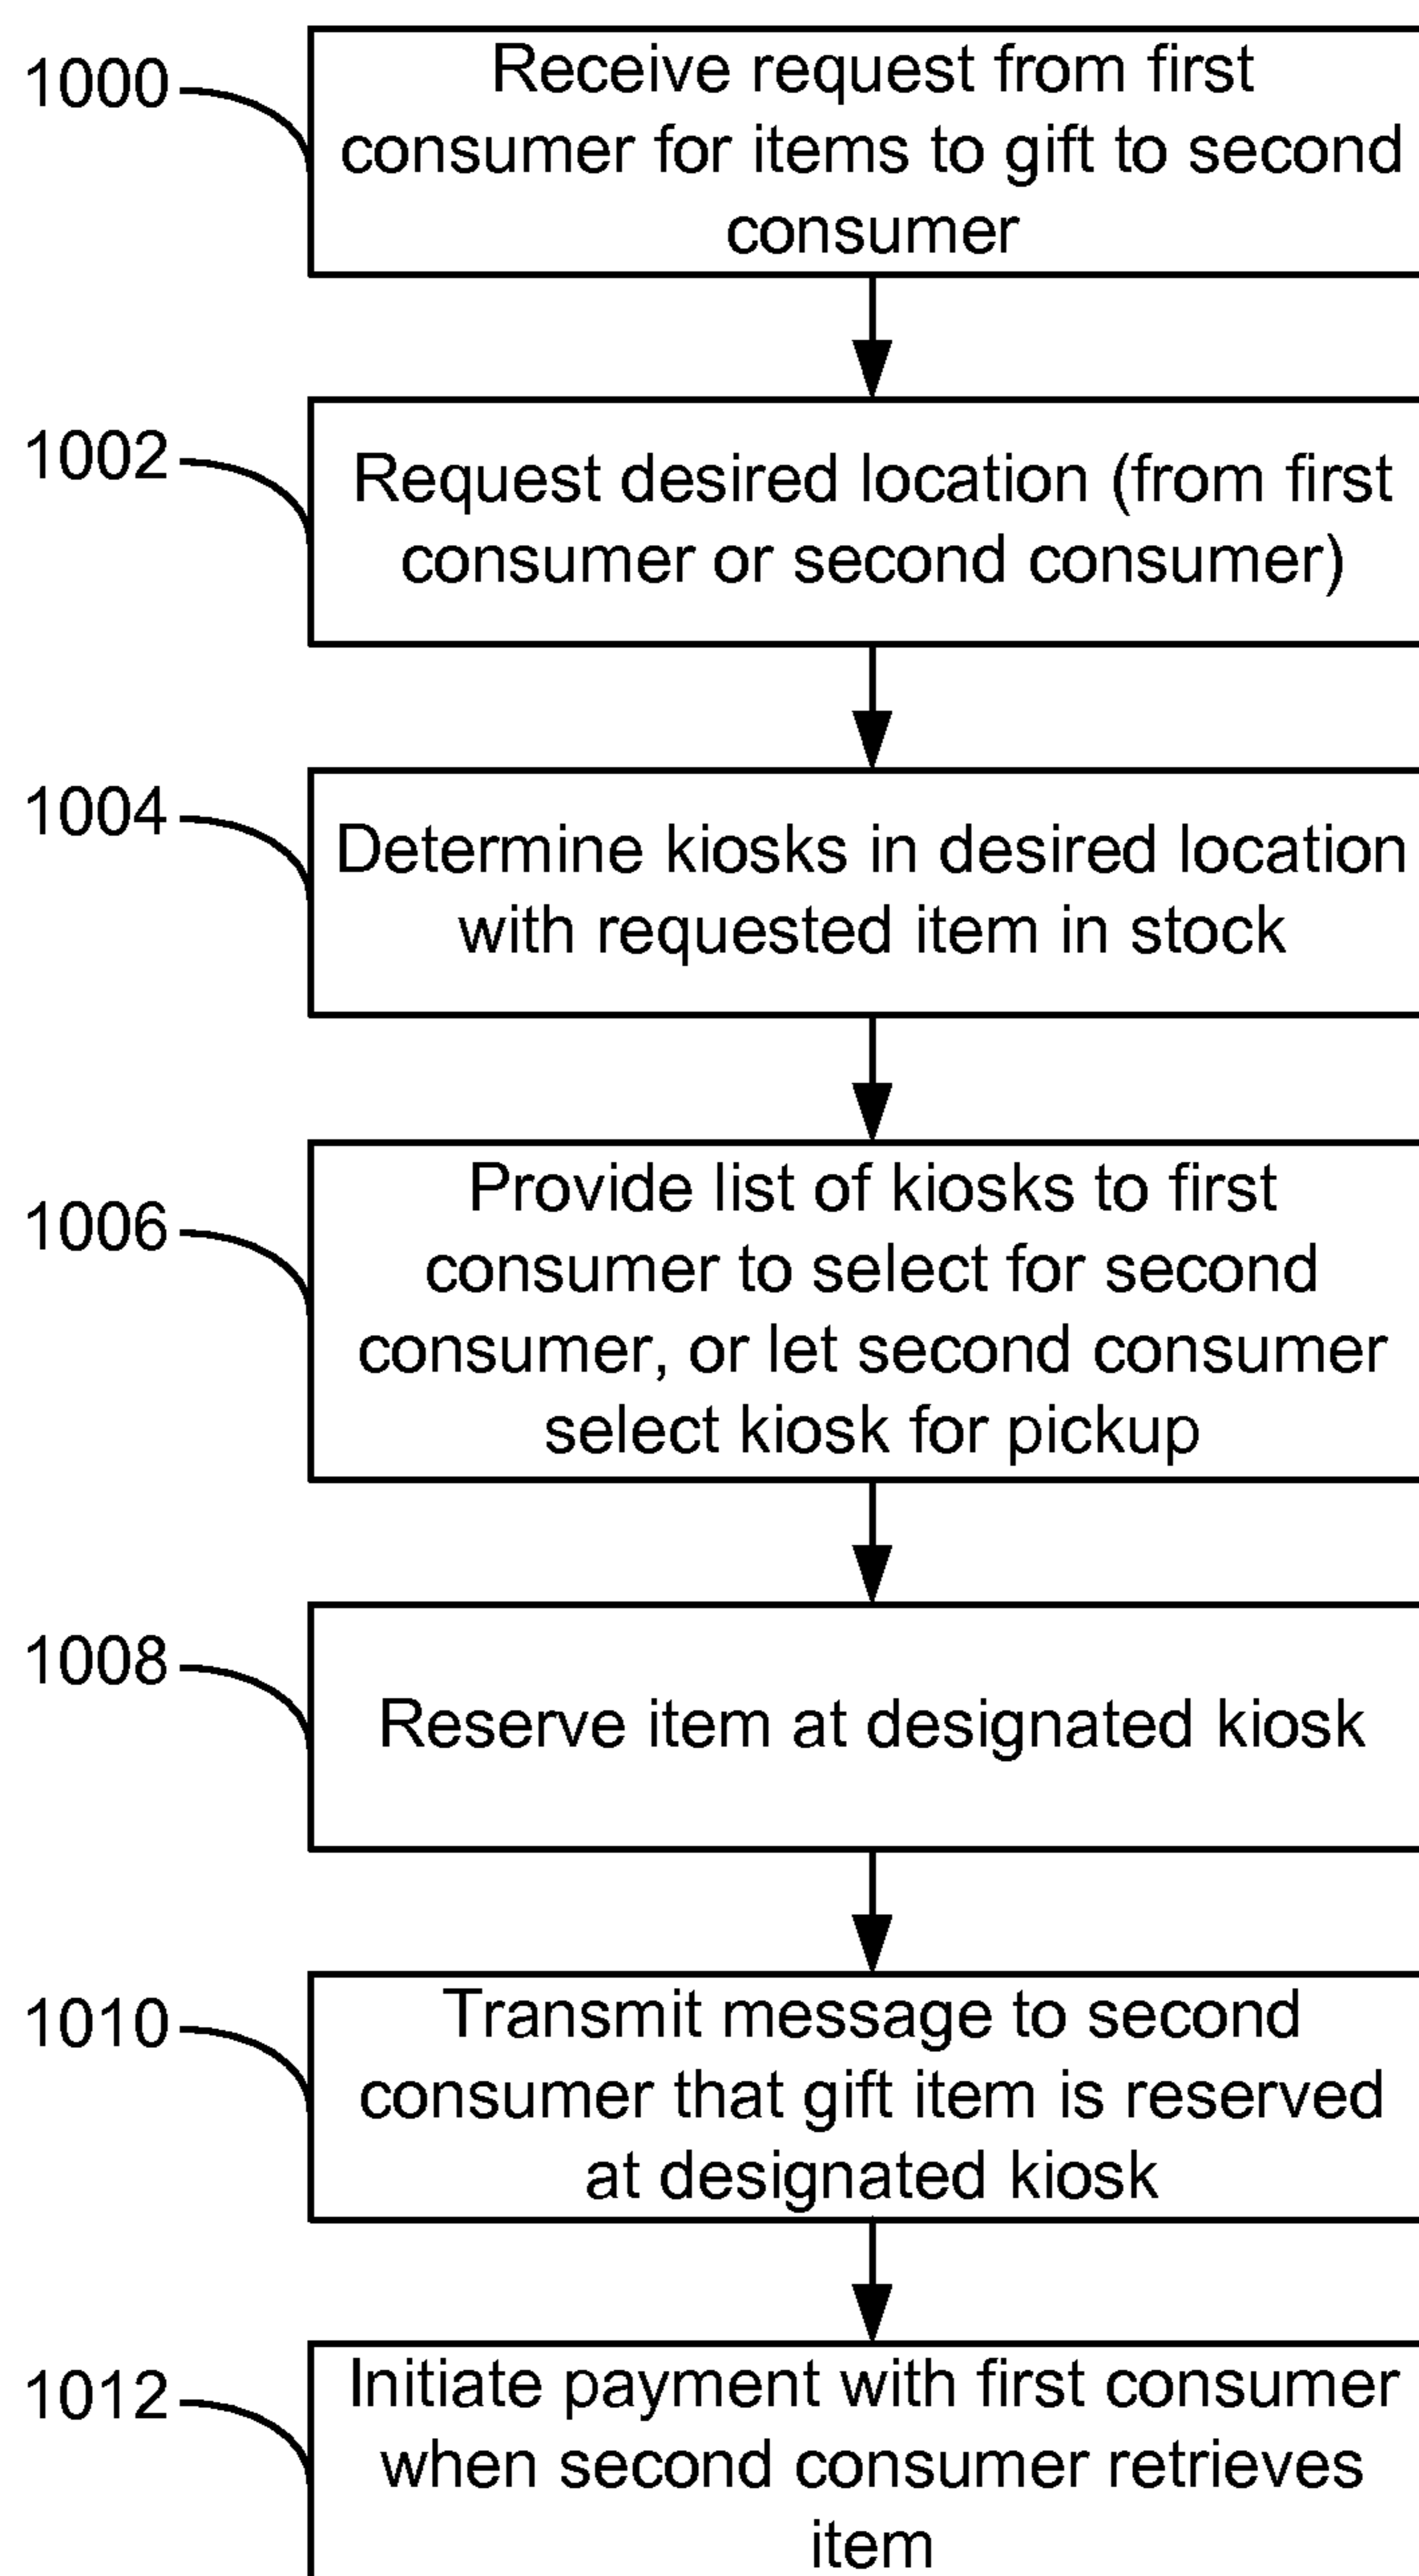 1000
Receive request from first
consumer for items to gift to second
consumer
1002
Request desired location (from first
consumer or second consumer)
1004
Determine kiosks in desired location
with requested item in stock
1006
Provide list of kiosks to first
consumer to select for second
consumer, or let second consumer
select kiosk for pickup
1008
Reserve item at designated kiosk
1010
Transmit message to second
consumer that gift item is reserved
at designated kiosk
1012
Initiate payment with first consumer
when second consumer retrieves
item